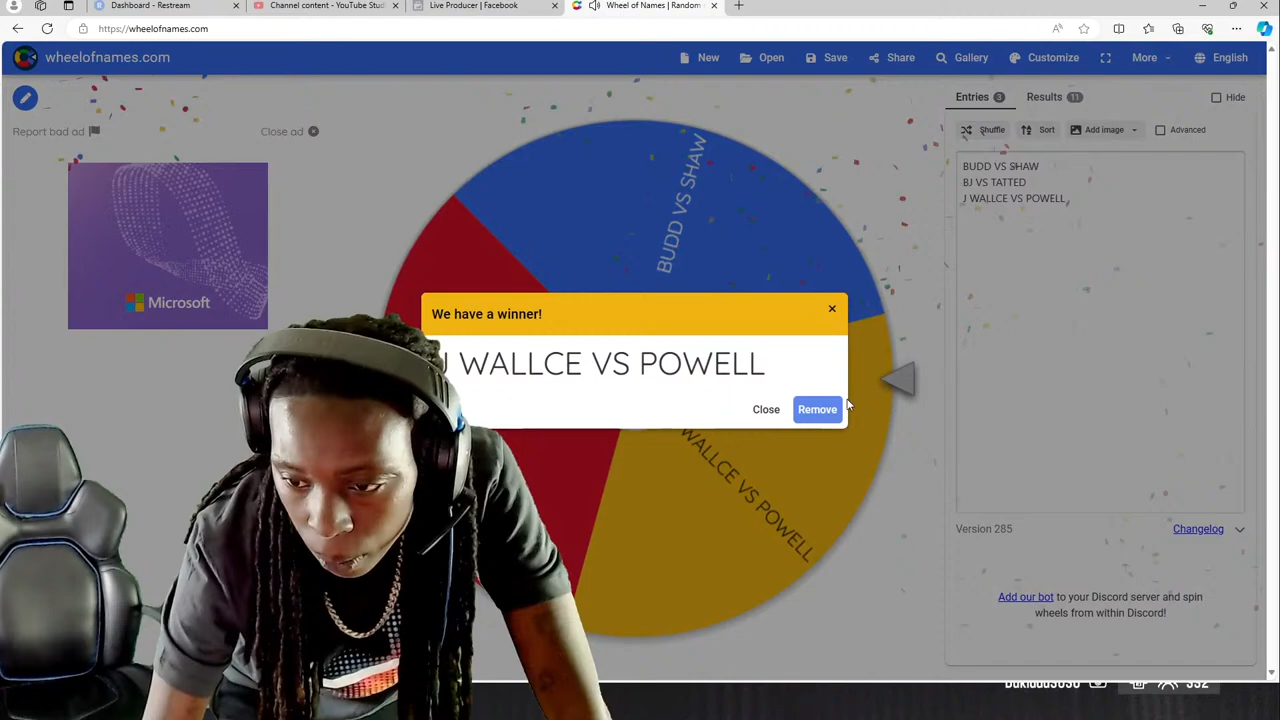 Dashboard - Restream
Channel content - YouTube Stud
Live Producer | Facebook
Wheel of Names | Random
https://wheelofnames.com
wheelofnames.com
New
Open
Save
Share
Gallery
Customize
More
English
Report bad ad
Close ad
Microsoft
BUDD VS SHAW
WALLCE VS POWELL
We have a winner!
J WALLCE VS POWELL
Close
Remove
Entries 3
Results 11
Hide
Shuffle
Sort
Add image
Advanced
BUDD VS SHAW
BJ VS TATTED
J WALLCE VS POWELL
Version 285
Changelog
Add our bot to your Discord server and spin
wheels from within Discord!